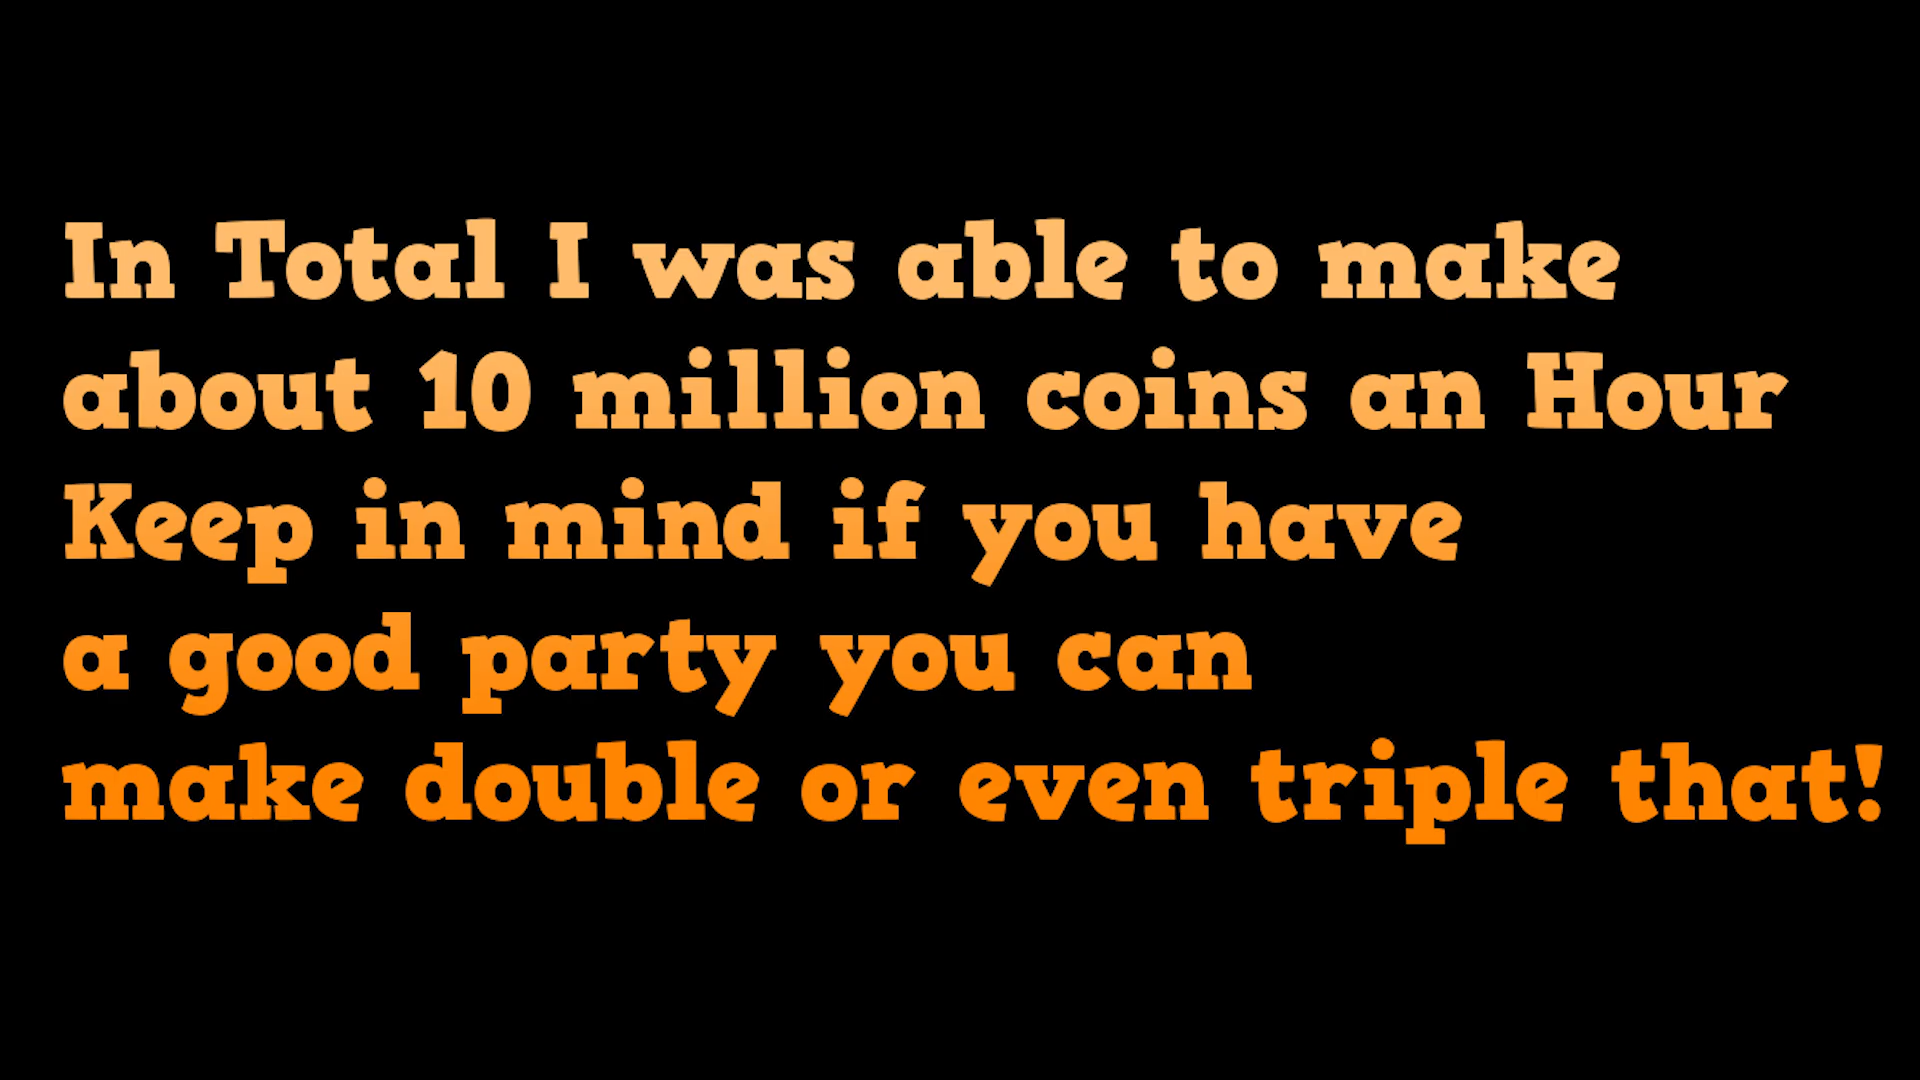 In Total I was able to make
about 10 million coins an Hour
Keep in mind if you have
a good party you can
make double or even triple that!